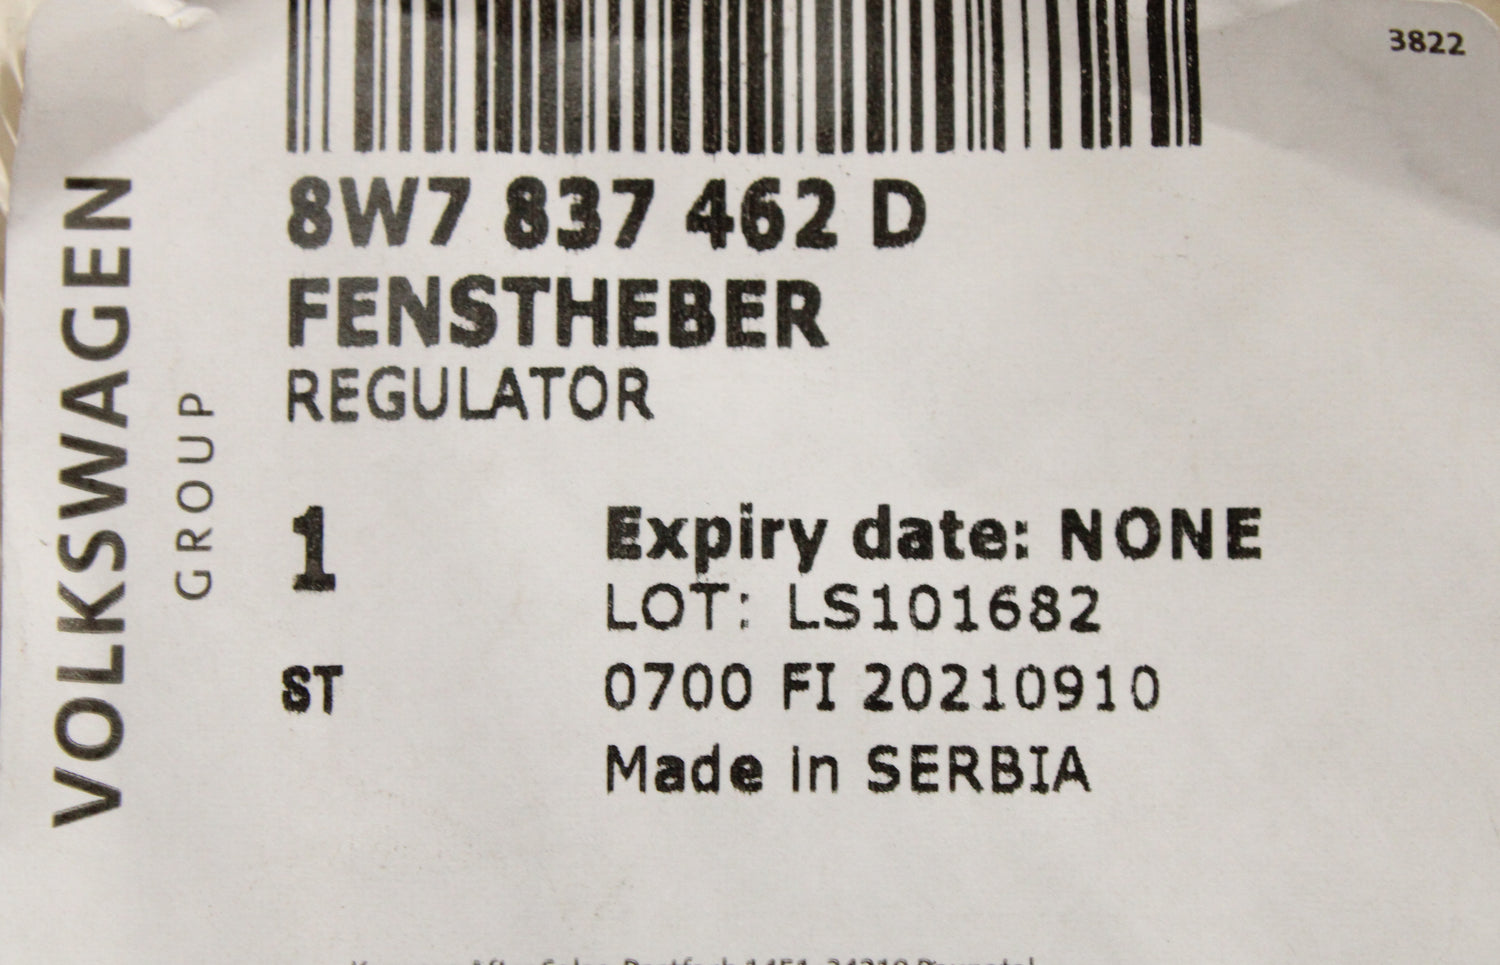 3822
8W7 837 462 D
FENSTHEBER
REGULATOR
VOLKSWAGEN
GROUP
1
Expiry date: NONE
LOT: LS101682
ST
0700 FI 20210910
Made in SERBIA